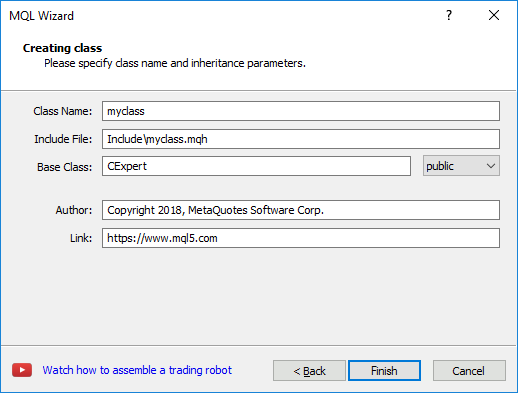 MQL Wizard
Creating class
Please specify class name and inheritance parameters.
Class Name: myclass
Include File: Include\myclass.mqh
Base Class: CExpert public
Author: Copyright 2018, MetaQuotes Software Corp.
Link: https://www.mql5.com
Watch how to assemble a trading robot < Back Finish Cancel